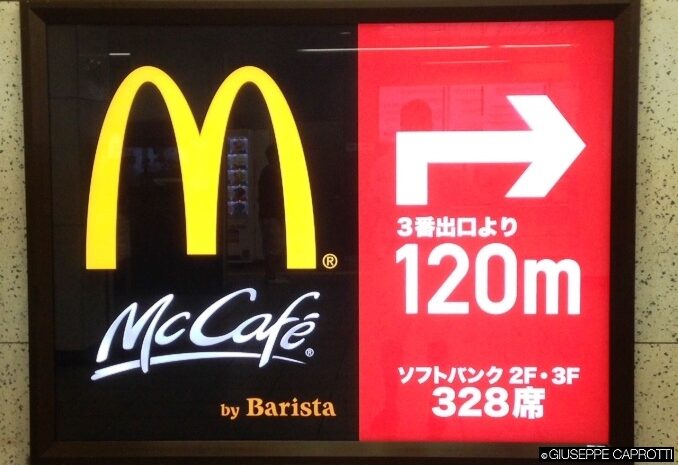 M®
McCafé®
by Barista
3番出口より
120m
ソフトバンク 2F・3F
328席
©GIUSEPPE CAPROTTI